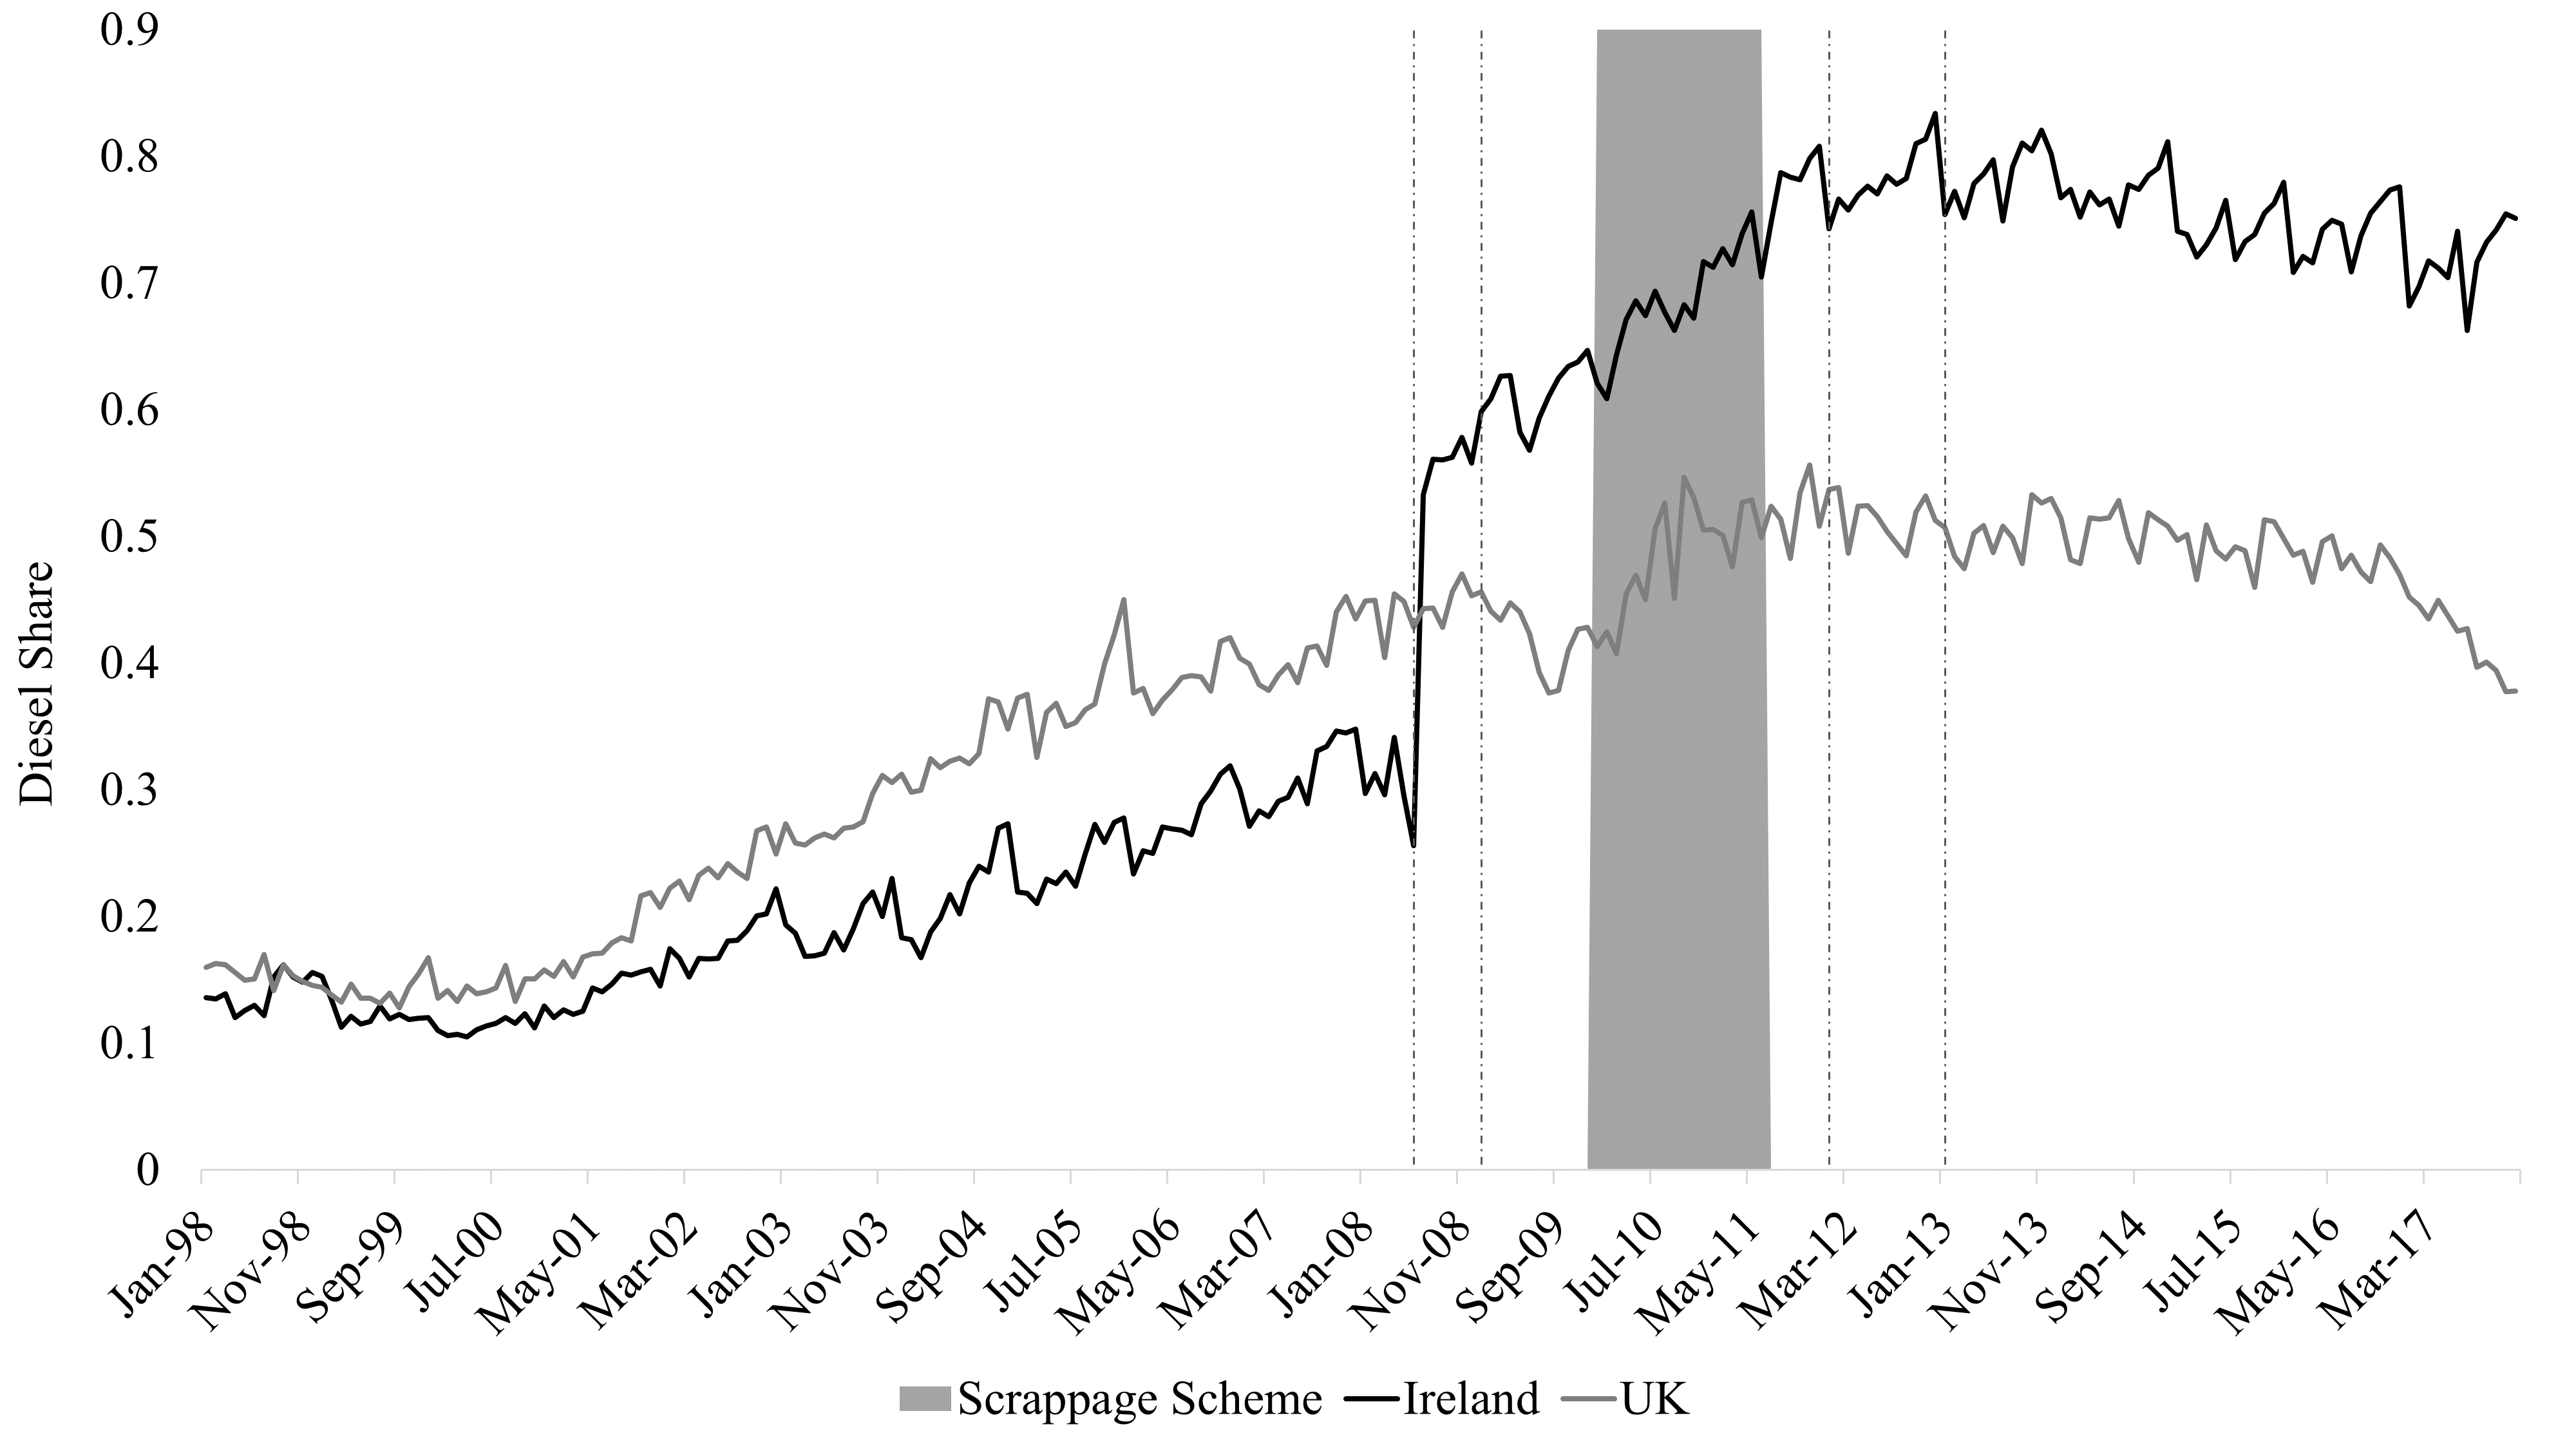 0.9
0.8
0.7
0.6
0.5
0.4
0.3
0.2
0.1
0
Diesel Share
Jan-98
Nov-98
Sep-99
Jul-00
May-01
Mar-02
Jan-03
Nov-03
Sep-04
Jul-05
May-06
Mar-07
Jan-08
Nov-08
Sep-09
Jul-10
May-11
Mar-12
Jan-13
Nov-13
Sep-14
Jul-15
May-16
Mar-17
Scrappage Scheme Ireland UK